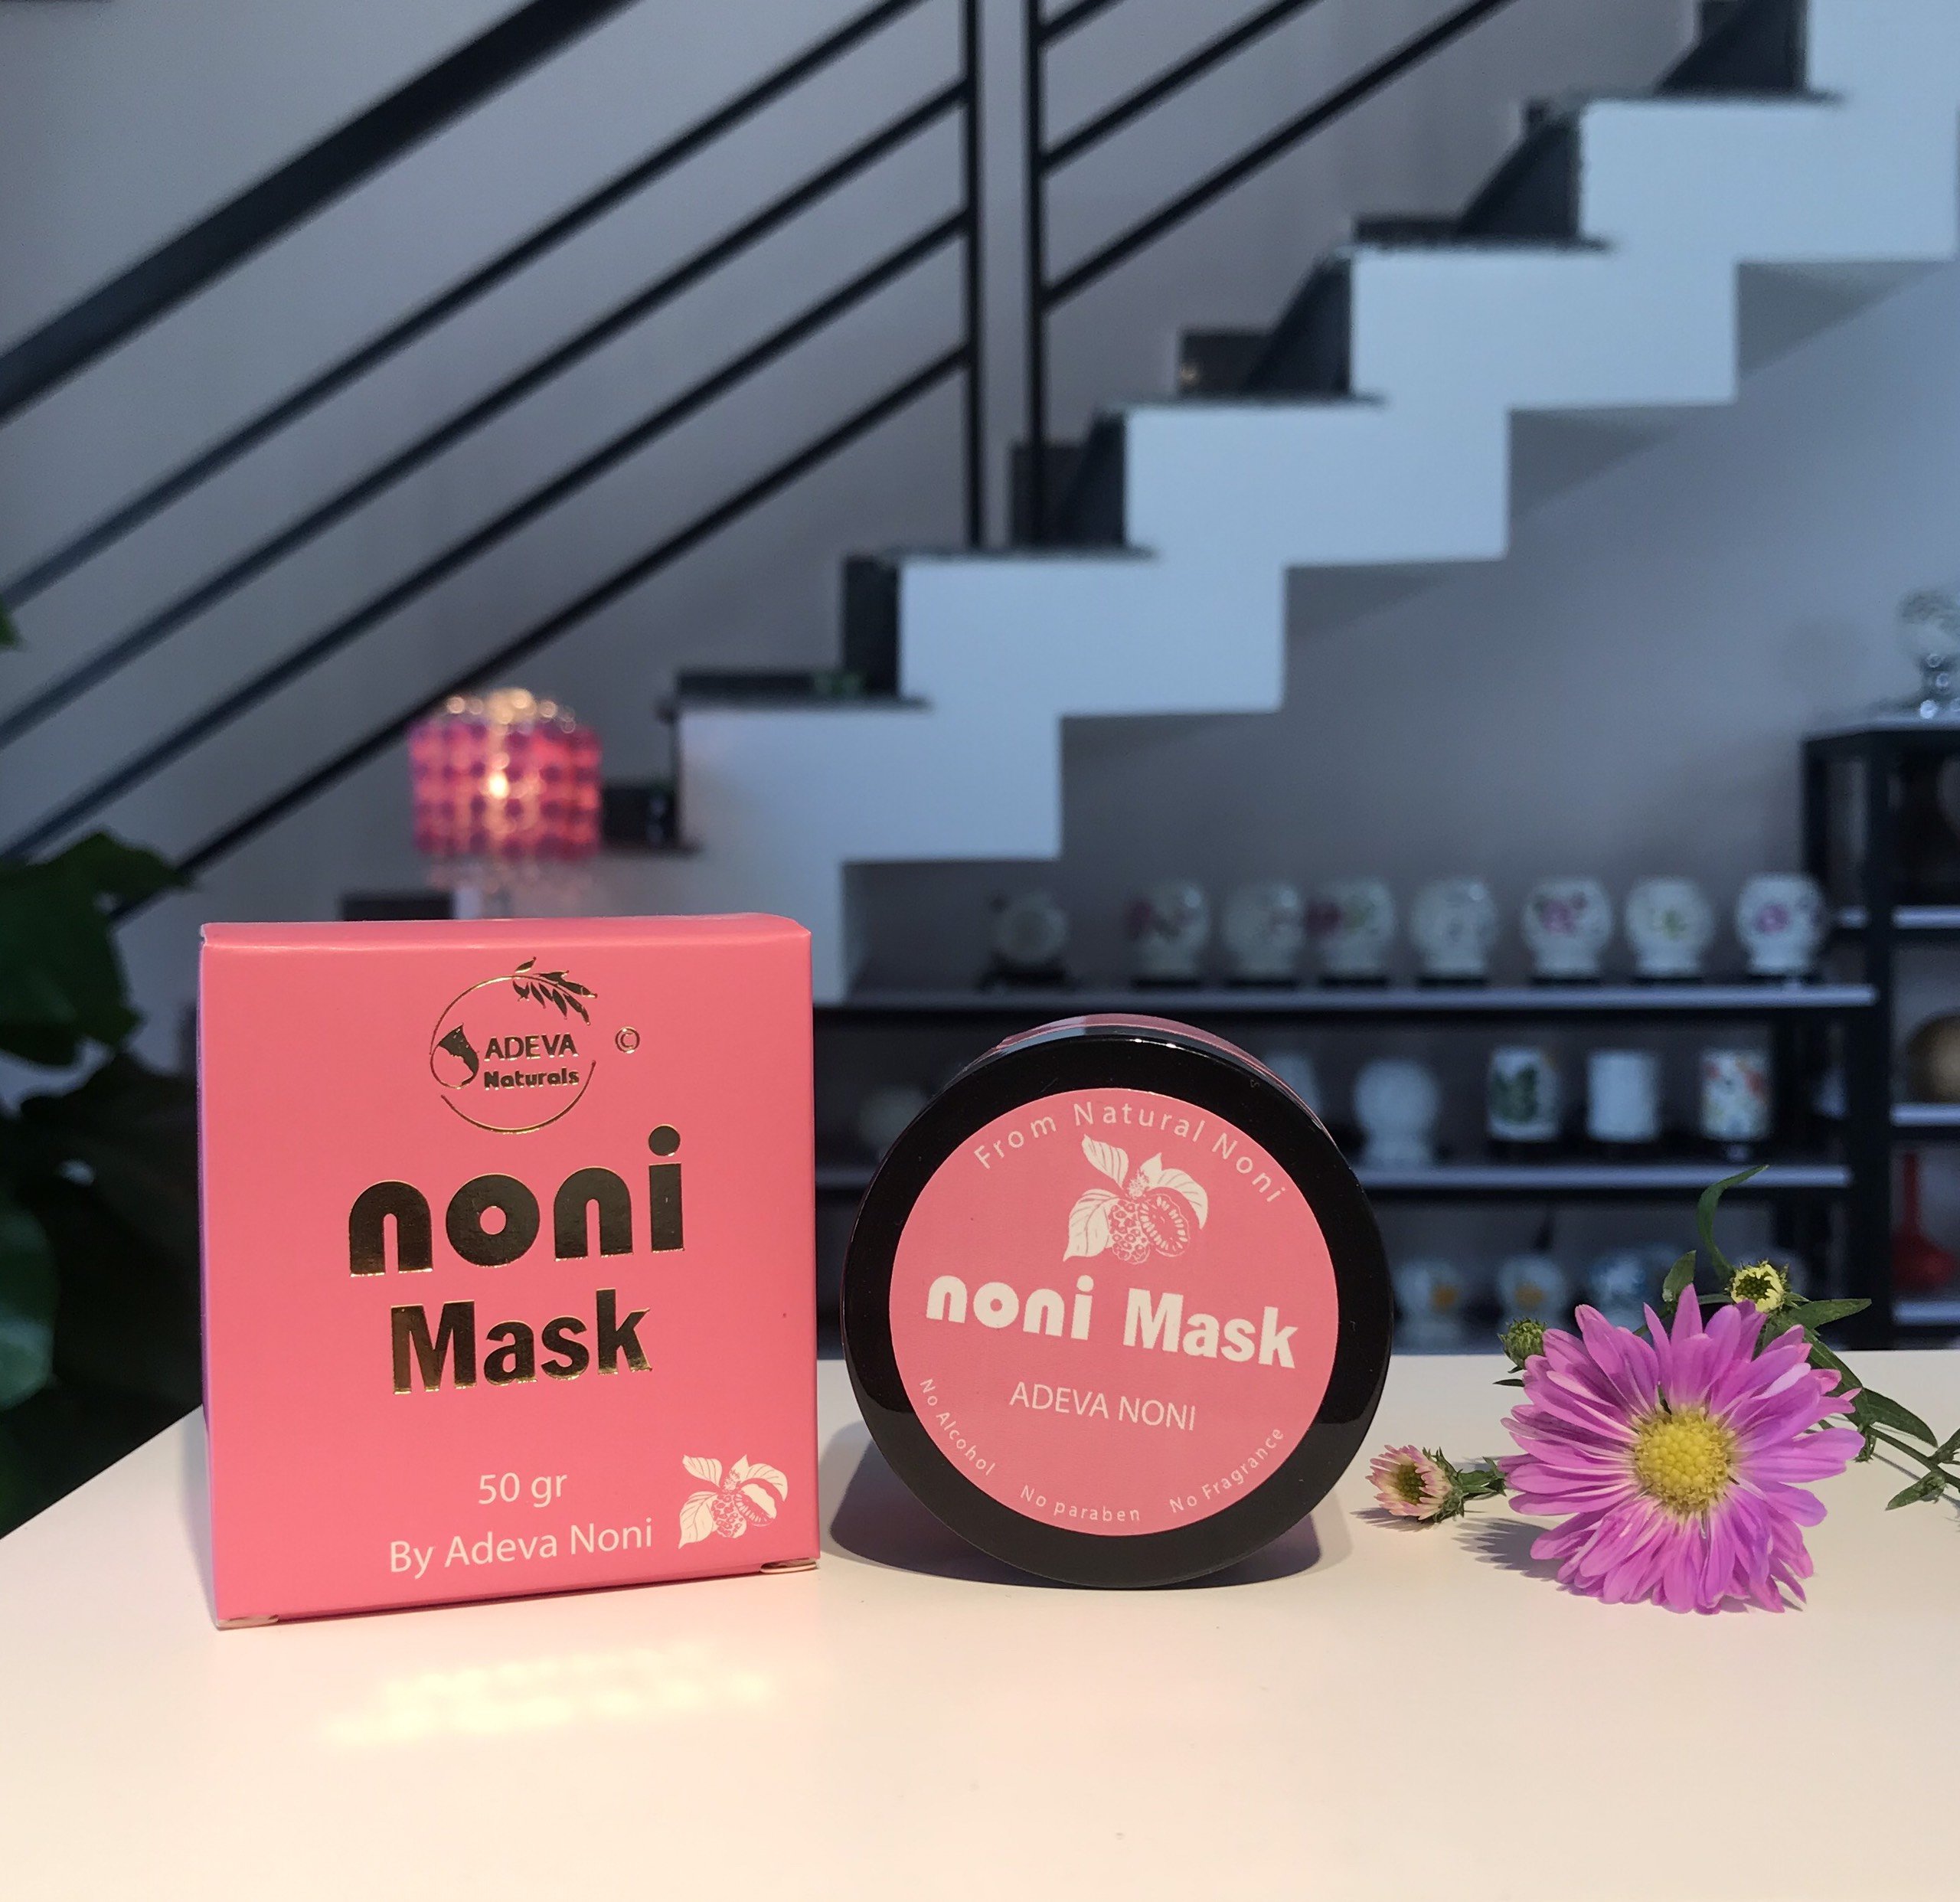 ADEVA
Naturals
©
noni
Mask
50 gr
By Adeva Noni
From Natural Noni
noni Mask
ADEVA NONI
No Alcohol
No paraben
No Fragrance